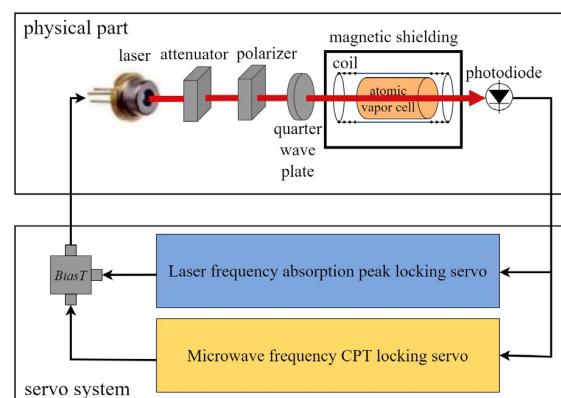 physical part
magnetic shielding
laser
attenuator
polarizer
coil
photodiode
atomic
vapor cell
quarter
wave
plate
BiasT
Laser frequency absorption peak locking servo
Microwave frequency CPT locking servo
servo system